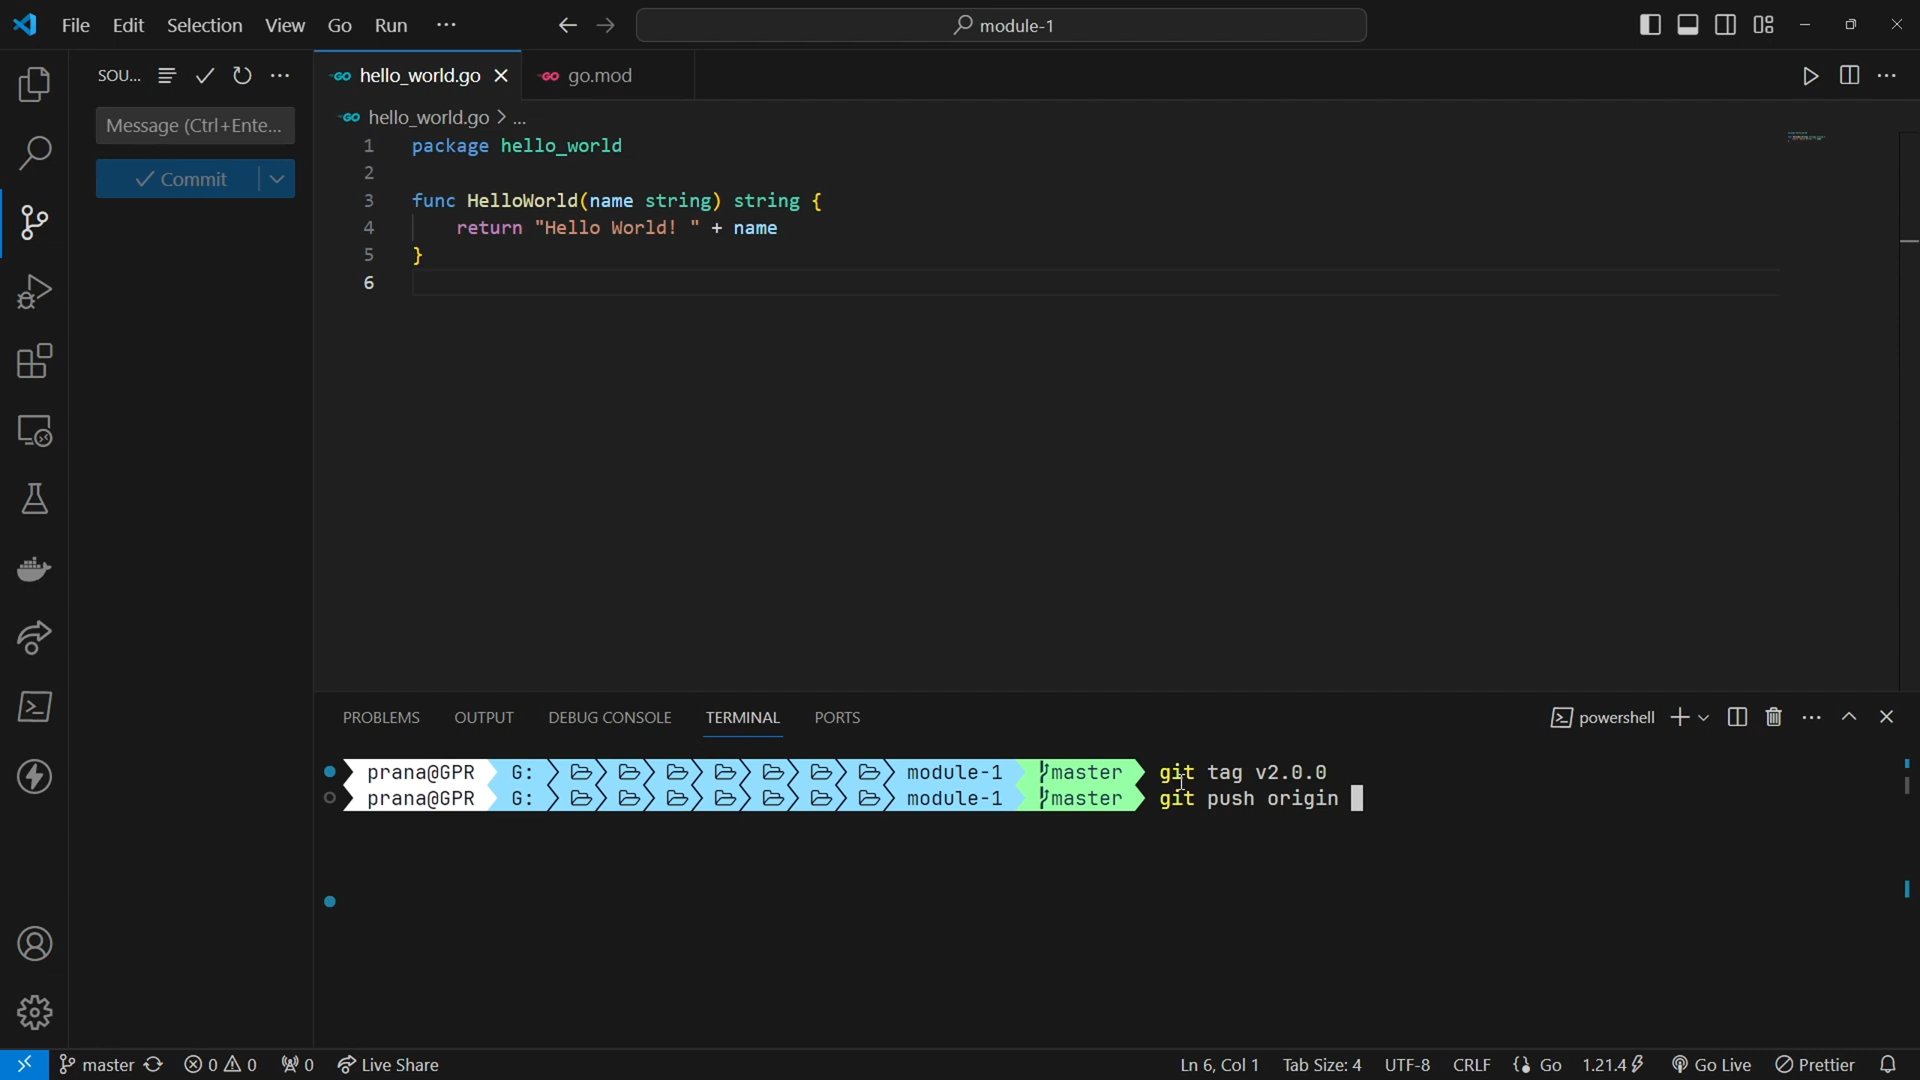 File Edit Selection View Go Run ... module-1
SOU... hello_world.go go.mod
Message (Ctrl+Ente...
Commit
hello_world.go > ...
1 package hello_world
2
3 func HelloWorld(name string) string {
4 return "Hello World! " + name
5 }
6
PROBLEMS OUTPUT DEBUG CONSOLE TERMINAL PORTS powershell
prana@GPR G: module-1 master git tag v2.0.0
prana@GPR G: module-1 master git push origin
master 0 0 0 Live Share Ln 6, Col 1 Tab Size: 4 UTF-8 CRLF Go 1.21.4 Go Live Prettier